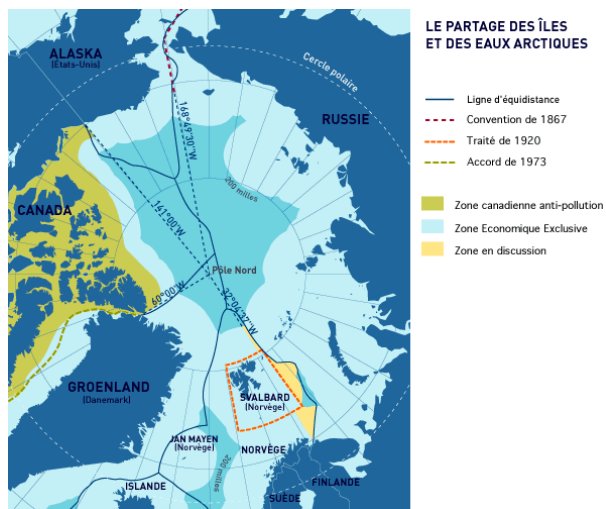 LE PARTAGE DES ÎLES
ET DES EAUX ARCTIQUES
Ligne d'équidistance
Convention de 1867
Traité de 1920
Accord de 1973
Zone canadienne anti-pollution
Zone Economique Exclusive
Zone en discussion
ALASKA
(États-Unis)
Cercle polaire
RUSSIE
168°49'30"W
200 milles
CANADA
141°00'W
Pôle Nord
60°00'W
32°04'32"W
GROENLAND
(Danemark)
SVALBARD
(Norvège)
JAN MAYEN
(Norvège)
NORVÈGE
200 milles
ISLANDE
FINLANDE
SUÈDE